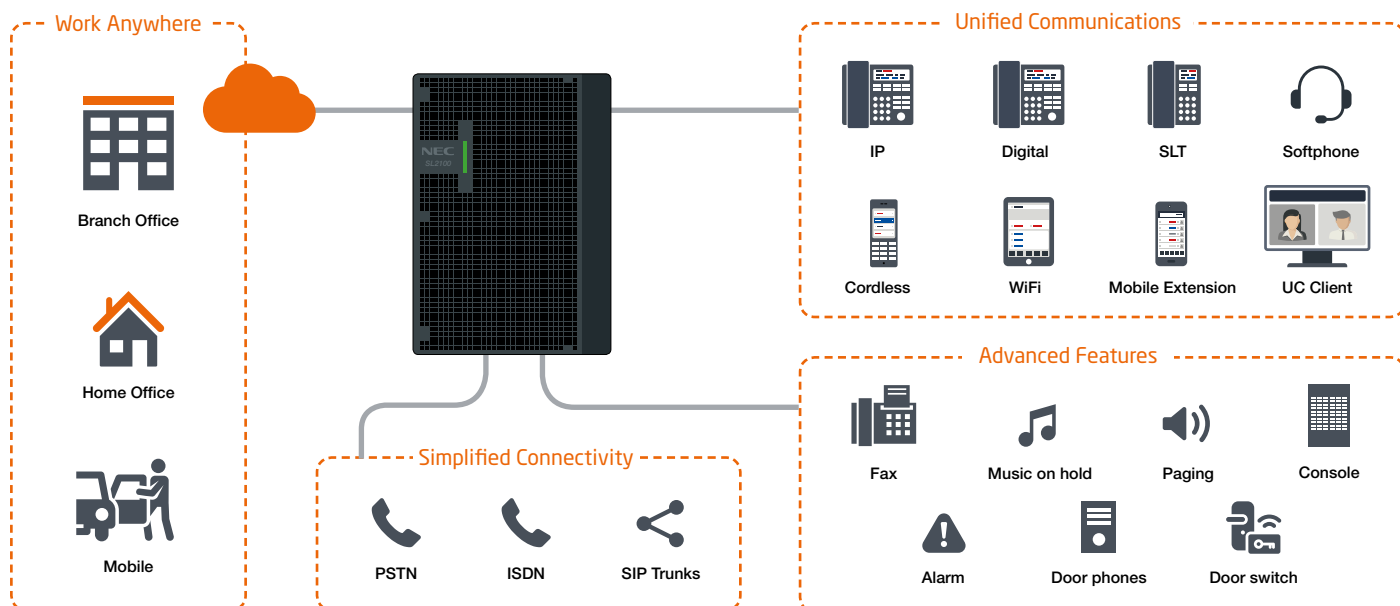 Work Anywhere
Branch Office
Home Office
Mobile
NEC
SL2100
Simplified Connectivity
PSTN
ISDN
SIP Trunks
Unified Communications
IP
Digital
SLT
Softphone
Cordless
WiFi
Mobile Extension
UC Client
Advanced Features
Fax
Music on hold
Paging
Console
Alarm
Door phones
Door switch